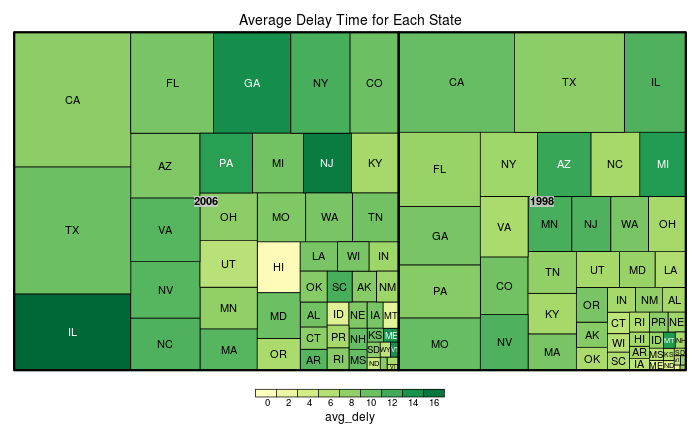 Average Delay Time for Each State
CA
FL
GA
NY
CO
CA
TX
IL
AZ
PA
MI
NJ
KY
FL
NY
AZ
NC
MI
TX
VA
2006
OH
MO
WA
TN
GA
VA
1998
MN
NJ
WA
OH
UT
HI
LA
WI
IN
PA
CO
TN
UT
MD
LA
NV
MN
OK
SC
AK
NM
KY
OR
IN
NM
AL
IL
NC
MA
MD
OR
AL
ID
NE
IA
MT
CT
PR
NH
KS
ME
AR
RI
MS
SD
WY
VT
ND
MO
NV
MA
AK
OK
CT
RI
PR
NE
WI
HI
ID
MT
NH
SC
AR
MS
KS
IA
ME
ND
0 2 4 6 8 10 12 14 16
avg_dely